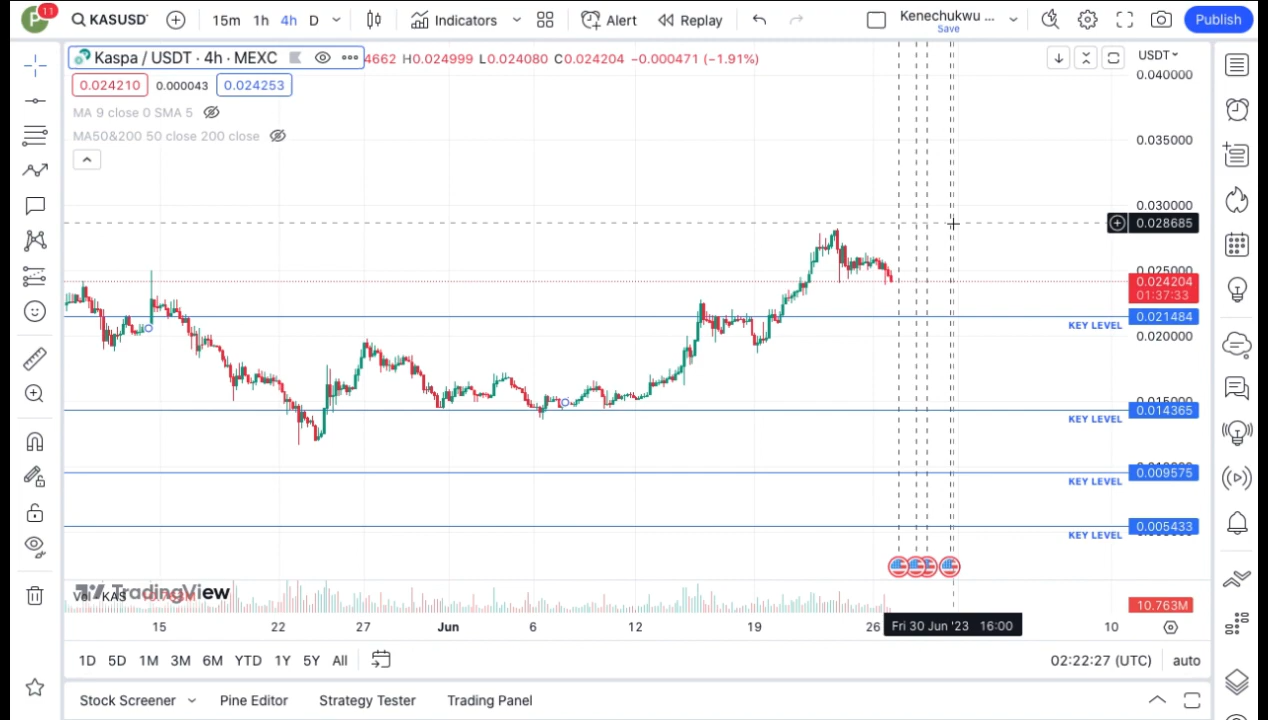 P 11 KASUSDT 15m 1h 4h D Indicators Alert Replay Kenechukwu ... Save Publish
Kaspa / USDT · 4h · MEXC 4662 H0.024999 L0.024080 C0.024204 −0.000471 (−1.91%) USDT
0.024210 0.000043 0.024253
MA 9 close 0 SMA 5
MA50&200 50 close 200 close
0.040000
0.035000
0.030000
0.028685
0.025000
0.024204
01:37:33
0.021484
KEY LEVEL
0.020000
0.014365
KEY LEVEL
0.009575
KEY LEVEL
0.005433
KEY LEVEL
TradingView
Vol · KAS 10.763M
10.763M
15 22 27 Jun 6 12 19 26 Fri 30 Jun '23 16:00 10
1D 5D 1M 3M 6M YTD 1Y 5Y All 02:22:27 (UTC) auto
Stock Screener Pine Editor Strategy Tester Trading Panel